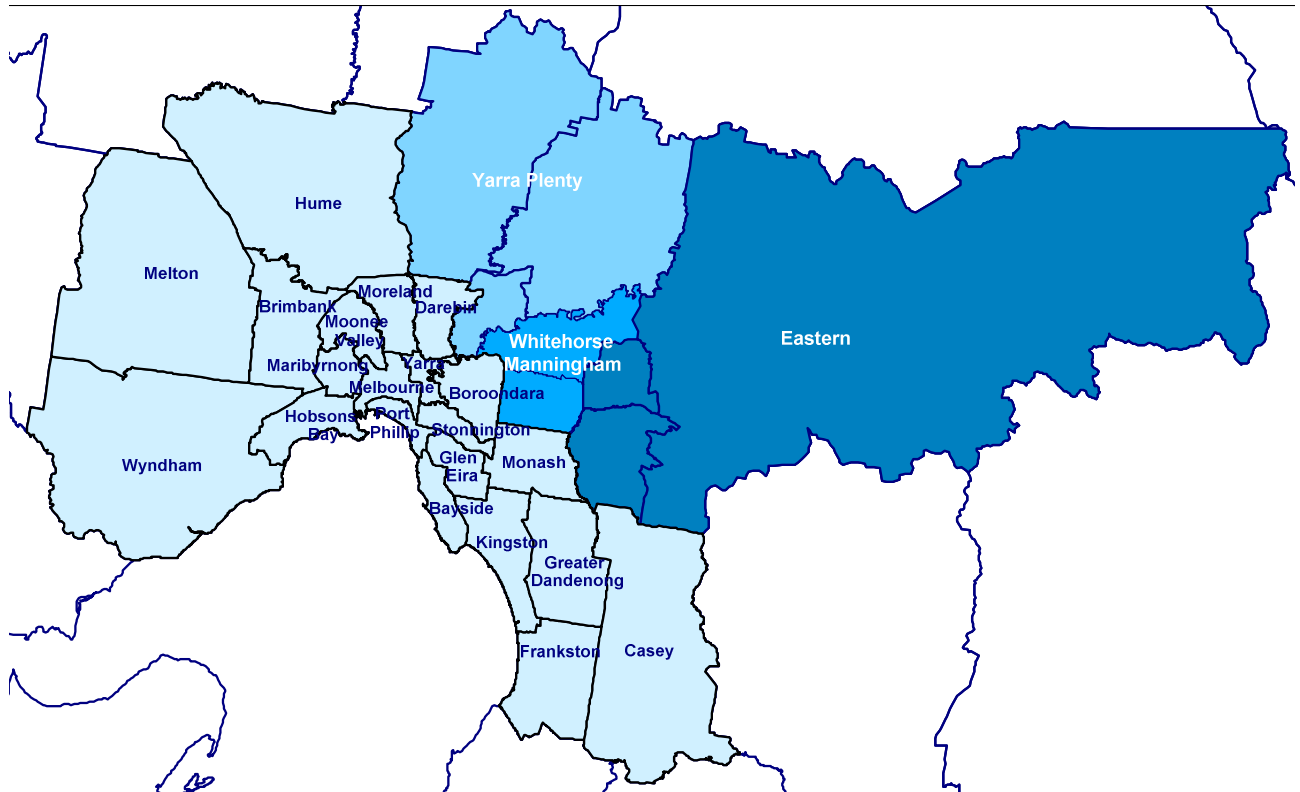 Yarra Plenty
Hume
Melton
Moreland
Brimbank
Darebin
Moonee
Valley
Whitehorse
Manningham
Eastern
Maribyrnong
Yarra
Melbourne
Boroondara
Hobsons
Bay
Port
Phillip
Stonnington
Wyndham
Glen
Eira
Monash
Bayside
Kingston
Greater
Dandenong
Frankston
Casey